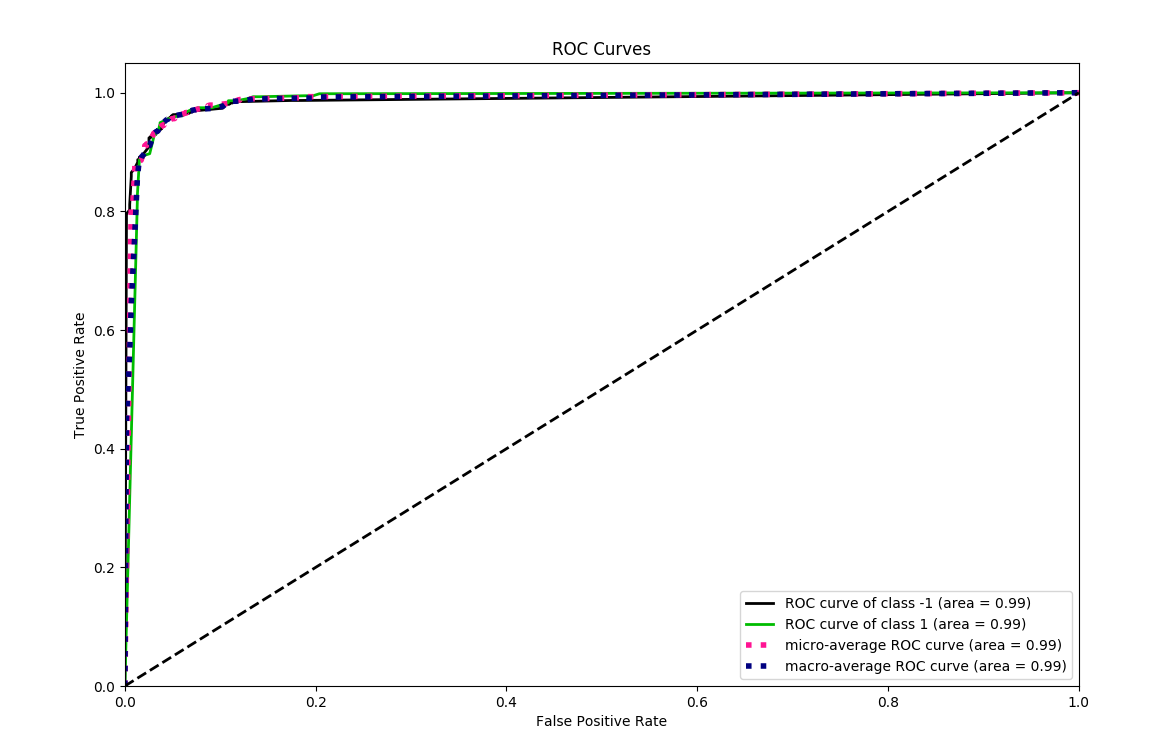 ROC Curves
True Positive Rate
1.0
0.8
0.6
0.4
0.2
0.0
0.0 0.2 0.4 0.6 0.8 1.0
False Positive Rate
ROC curve of class -1 (area = 0.99)
ROC curve of class 1 (area = 0.99)
micro-average ROC curve (area = 0.99)
macro-average ROC curve (area = 0.99)